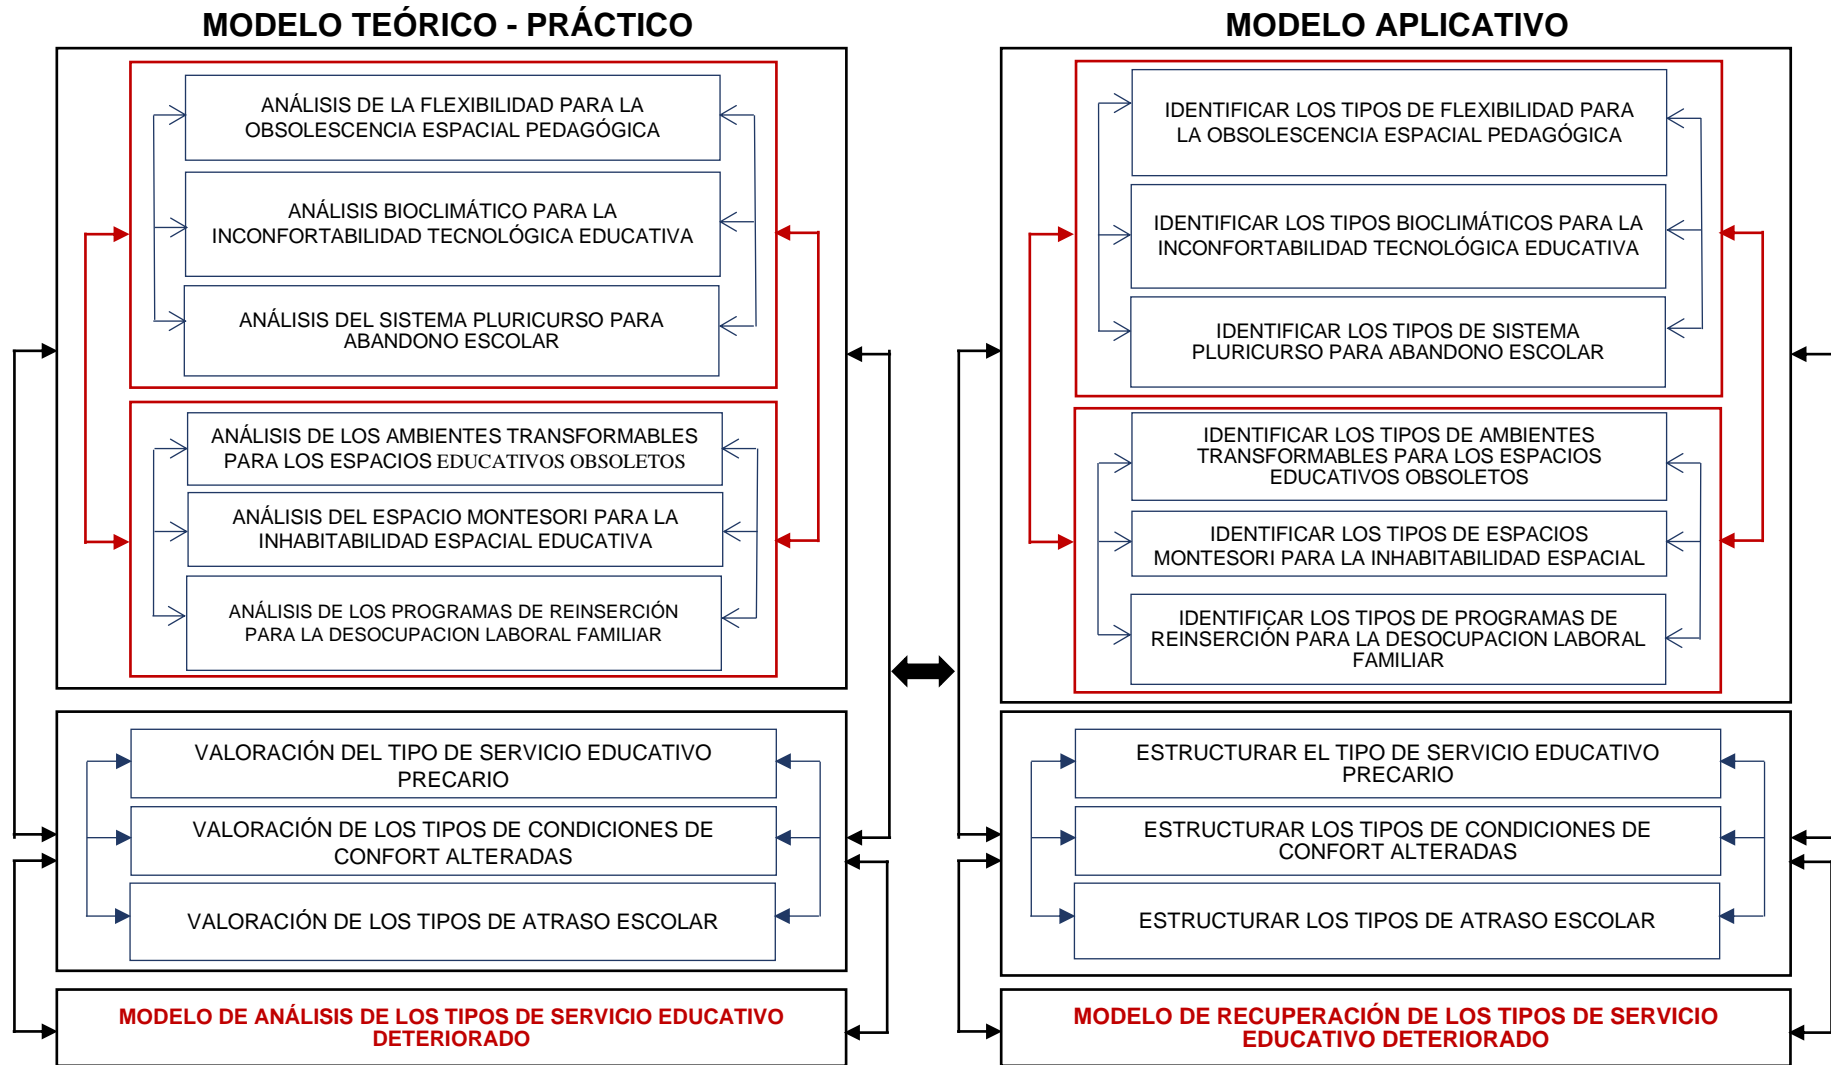 MODELO TEÓRICO - PRÁCTICO
ANÁLISIS DE LA FLEXIBILIDAD PARA LA
OBSOLESCENCIA ESPACIAL PEDAGÓGICA
ANÁLISIS BIOCLIMÁTICO PARA LA
INCONFORTABILIDAD TECNOLÓGICA EDUCATIVA
ANÁLISIS DEL SISTEMA PLURICURSO PARA
ABANDONO ESCOLAR
ANÁLISIS DE LOS AMBIENTES TRANSFORMABLES
PARA LOS ESPACIOS EDUCATIVOS OBSOLETOS
ANÁLISIS DEL ESPACIO MONTESORI PARA LA
INHABITABILIDAD ESPACIAL EDUCATIVA
ANÁLISIS DE LOS PROGRAMAS DE REINSERCIÓN
PARA LA DESOCUPACION LABORAL FAMILIAR
VALORACIÓN DEL TIPO DE SERVICIO EDUCATIVO
PRECARIO
VALORACIÓN DE LOS TIPOS DE CONDICIONES DE
CONFORT ALTERADAS
VALORACIÓN DE LOS TIPOS DE ATRASO ESCOLAR
MODELO DE ANÁLISIS DE LOS TIPOS DE SERVICIO EDUCATIVO
DETERIORADO
MODELO APLICATIVO
IDENTIFICAR LOS TIPOS DE FLEXIBILIDAD PARA
LA OBSOLESCENCIA ESPACIAL PEDAGÓGICA
IDENTIFICAR LOS TIPOS BIOCLIMÁTICOS PARA LA
INCONFORTABILIDAD TECNOLÓGICA EDUCATIVA
IDENTIFICAR LOS TIPOS DE SISTEMA
PLURICURSO PARA ABANDONO ESCOLAR
IDENTIFICAR LOS TIPOS DE AMBIENTES
TRANSFORMABLES PARA LOS ESPACIOS
EDUCATIVOS OBSOLETOS
IDENTIFICAR LOS TIPOS DE ESPACIOS
MONTESORI PARA LA INHABITABILIDAD ESPACIAL
IDENTIFICAR LOS TIPOS DE PROGRAMAS DE
REINSERCIÓN PARA LA DESOCUPACION LABORAL
FAMILIAR
ESTRUCTURAR EL TIPO DE SERVICIO EDUCATIVO
PRECARIO
ESTRUCTURAR LOS TIPOS DE CONDICIONES DE
CONFORT ALTERADAS
ESTRUCTURAR LOS TIPOS DE ATRASO ESCOLAR
MODELO DE RECUPERACIÓN DE LOS TIPOS DE SERVICIO
EDUCATIVO DETERIORADO